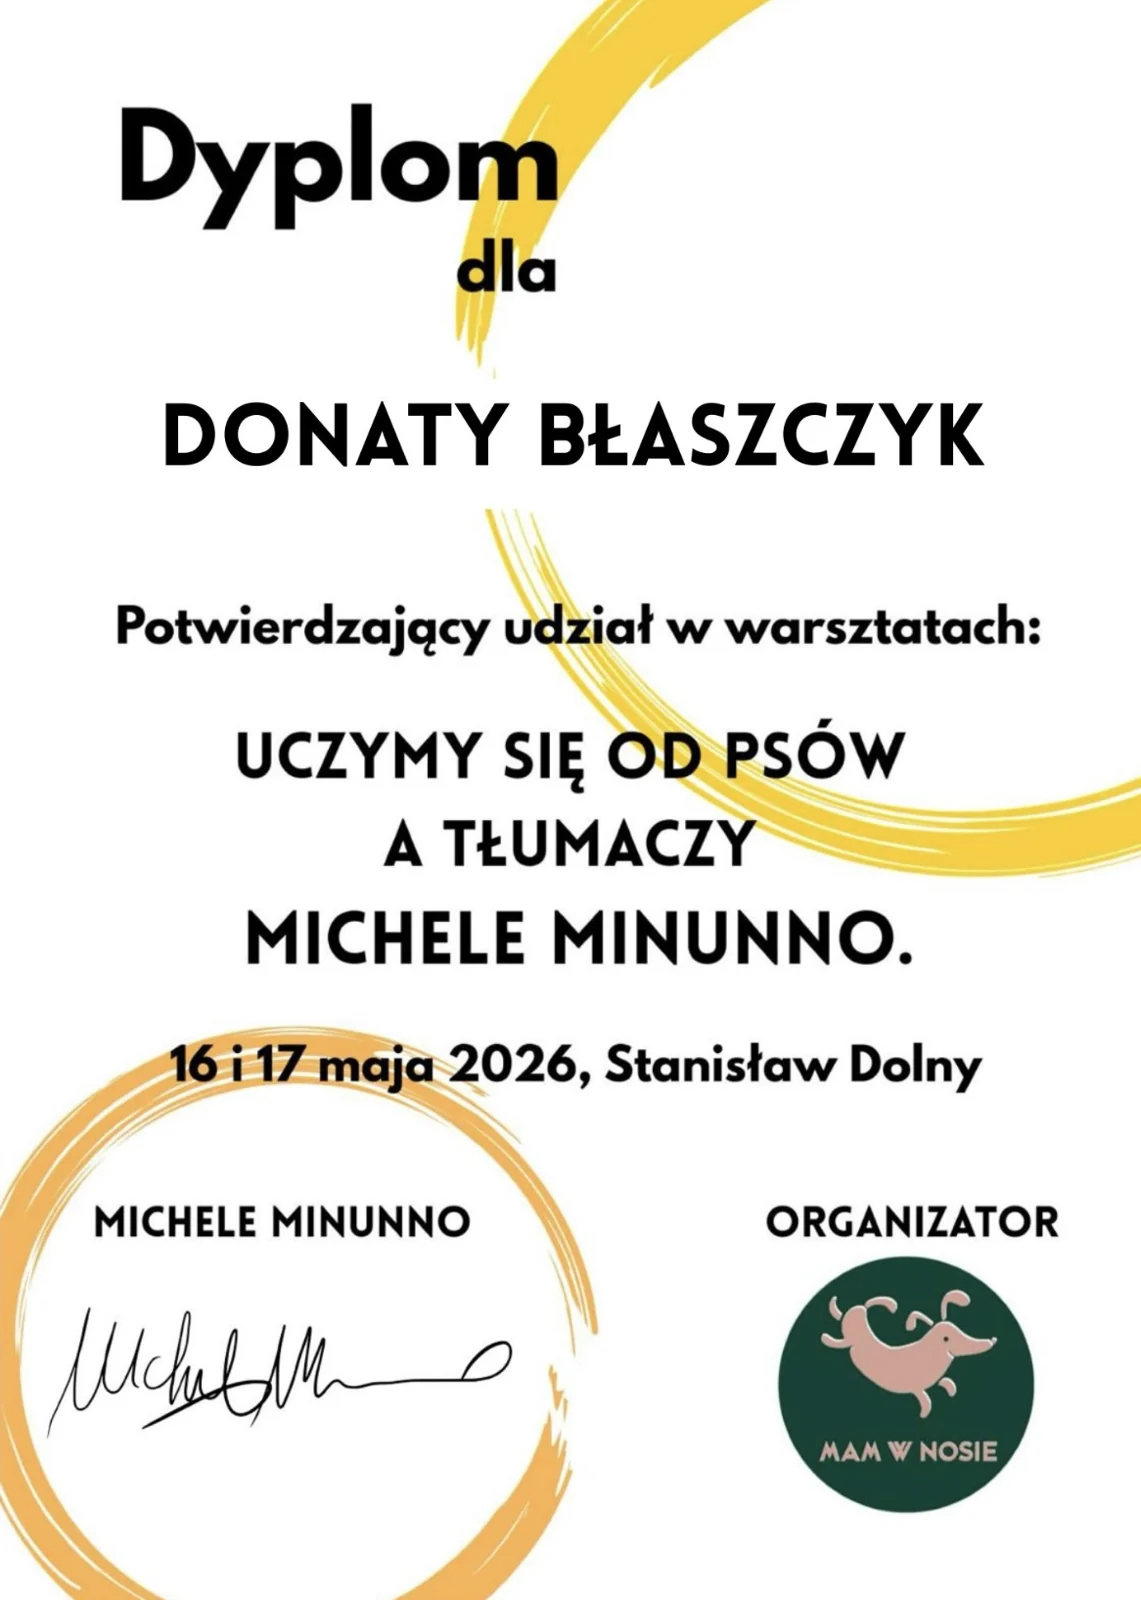 Dyplom
dla
DONATY BŁASZCZYK
Potwierdzający udział w warsztatach:
UCZYMY SIĘ OD PSÓW
A TŁUMACZY
MICHELE MINUNNO.
16 i 17 maja 2026, Stanisław Dolny
MICHELE MINUNNO
ORGANIZATOR
MAM W NOSIE